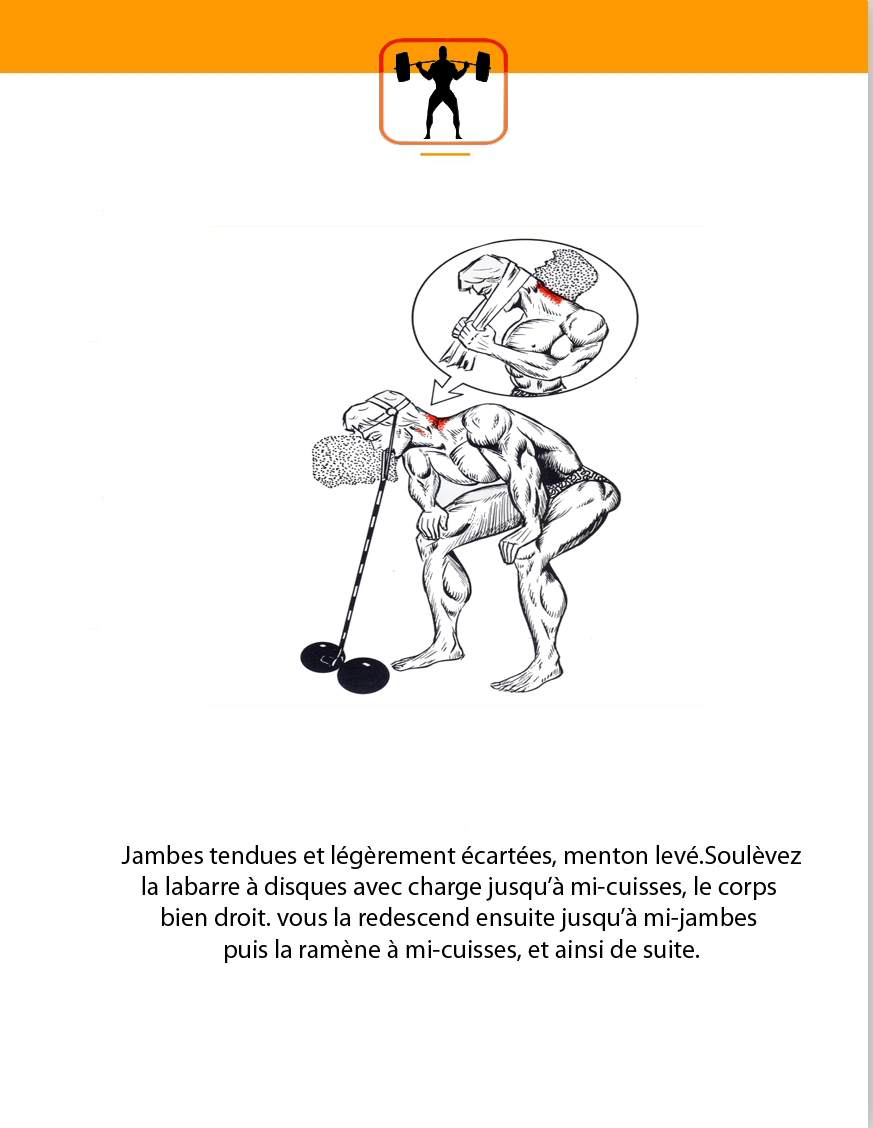 Jambes tendues et légèrement écartées, menton levé.Soulèvez
la labarre à disques avec charge jusqu’à mi-cuisses, le corps
bien droit. vous la redescend ensuite jusqu’à mi-jambes
puis la ramène à mi-cuisses, et ainsi de suite.